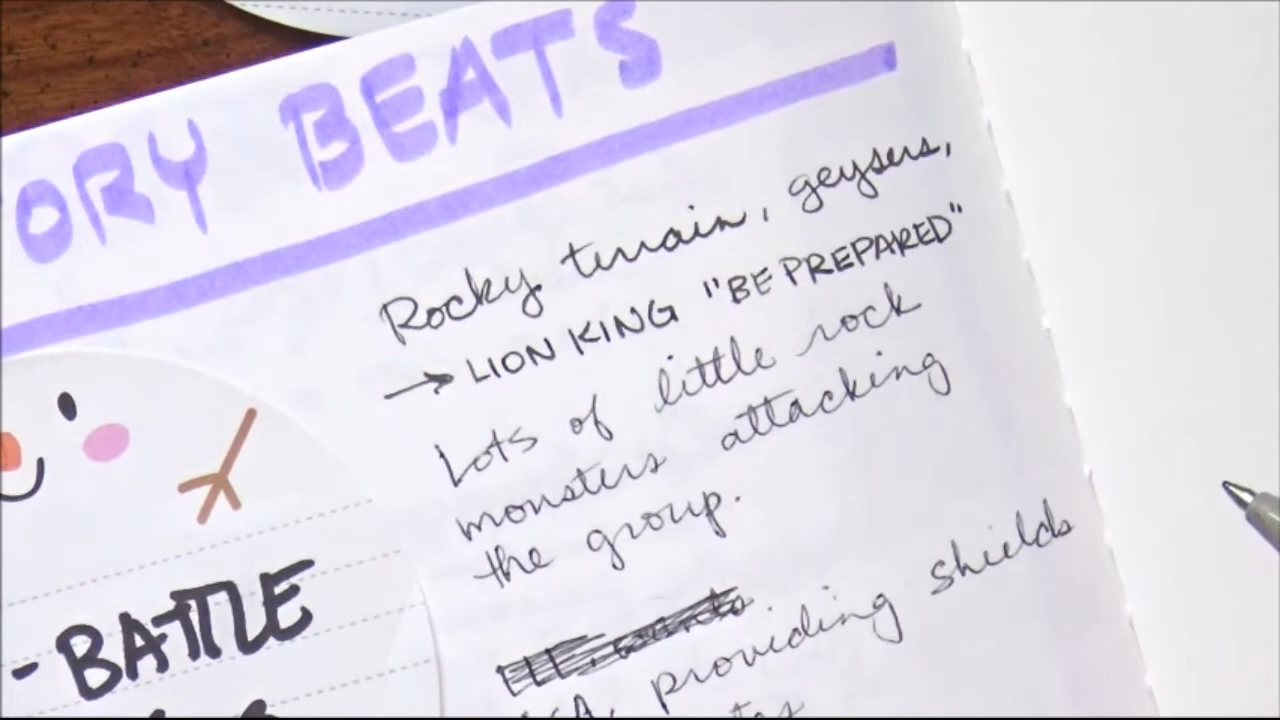 ORY BEATS
Rocky terrain, geysers,
→ LION KING "BE PREPARED"
Lots of little rock
monsters attacking
the group.
providing shields
- BATTLE